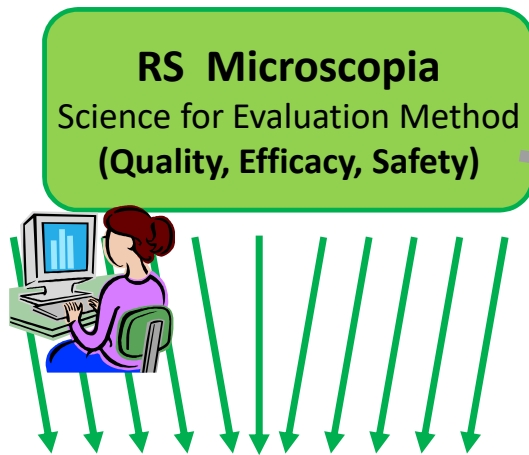 RS Microscopia
Science for Evaluation Method
(Quality, Efficacy, Safety)